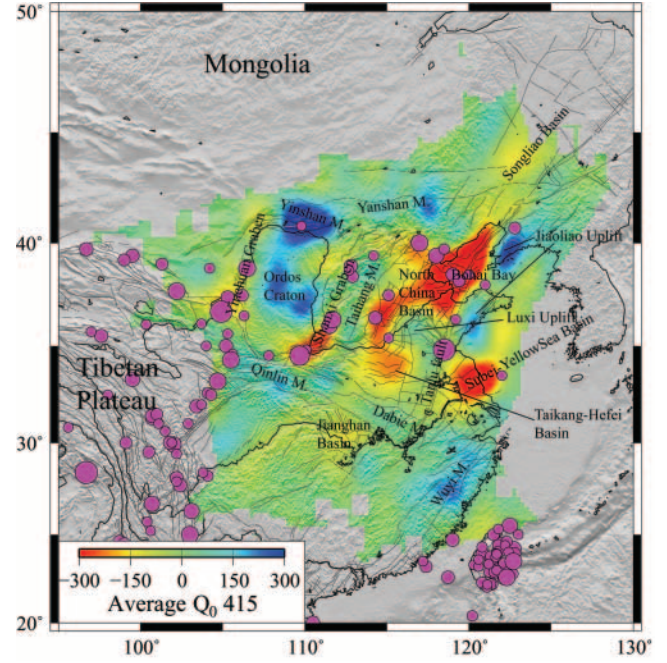 50°
Mongolia
Songliao Basin
Yinshan M.
Yanshan M.
40°
Jiaoliao Uplift
Yinchuan Graben
Ordos
Craton
Shanxi Graben
Taihang M.
North
China
Basin
Bohai Bay
Luxi Uplift
Tibetan
Plateau
Qinlin M.
Tanlu fault
Subei
YellowSea Basin
Taikang-Hefei
Basin
Jianghan
Basin
Dabie M.
30°
Wuyi M.
−300 −150 0 150 300
Average Q0 415
20°
100° 110° 120° 130°